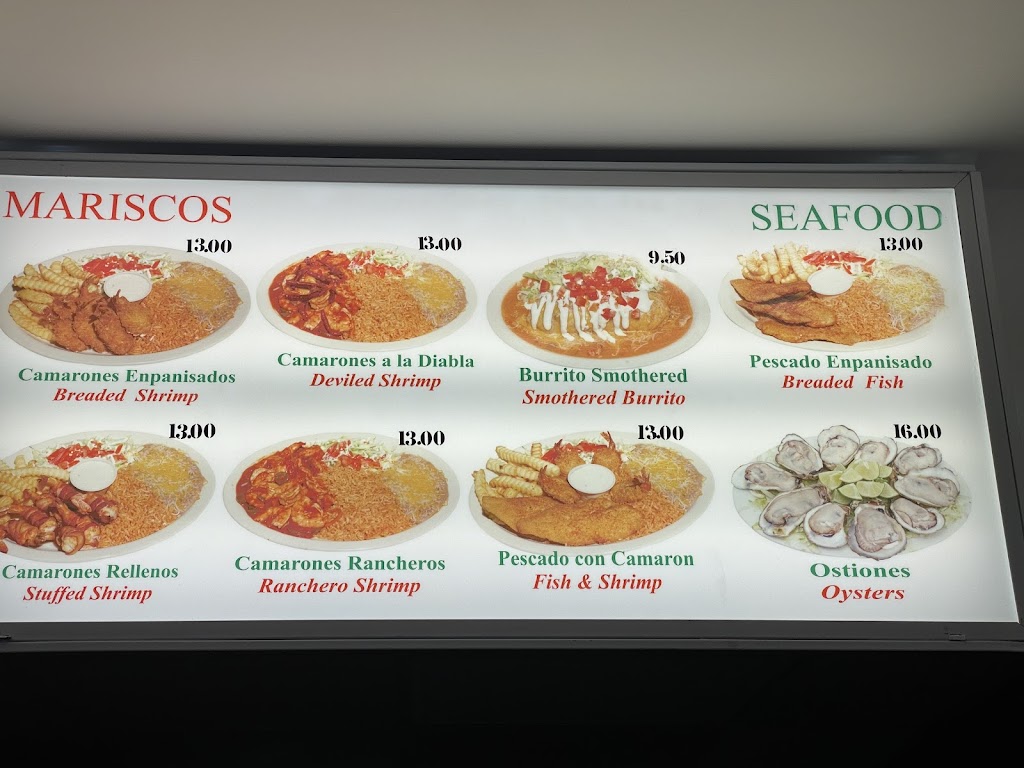 MARISCOS
SEAFOOD
13.00
Camarones Enpanisados
Breaded Shrimp
13.00
Camarones a la Diabla
Deviled Shrimp
9.50
Burrito Smothered
Smothered Burrito
13.00
Pescado Enpanisado
Breaded Fish
13.00
Camarones Rellenos
Stuffed Shrimp
13.00
Camarones Rancheros
Ranchero Shrimp
13.00
Pescado con Camaron
Fish & Shrimp
16.00
Ostiones
Oysters